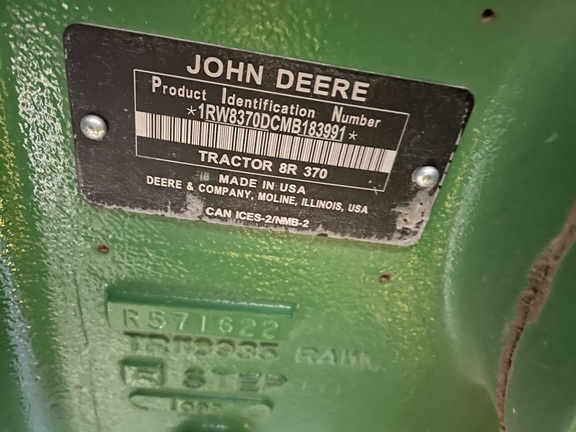 JOHN DEERE
Product Identification Number
*1RW8370DCMB183991*
TRACTOR 8R 370
MADE IN USA
DEERE & COMPANY, MOLINE, ILLINOIS, USA
CAN ICES-2/NMB-2
R571622
STEP